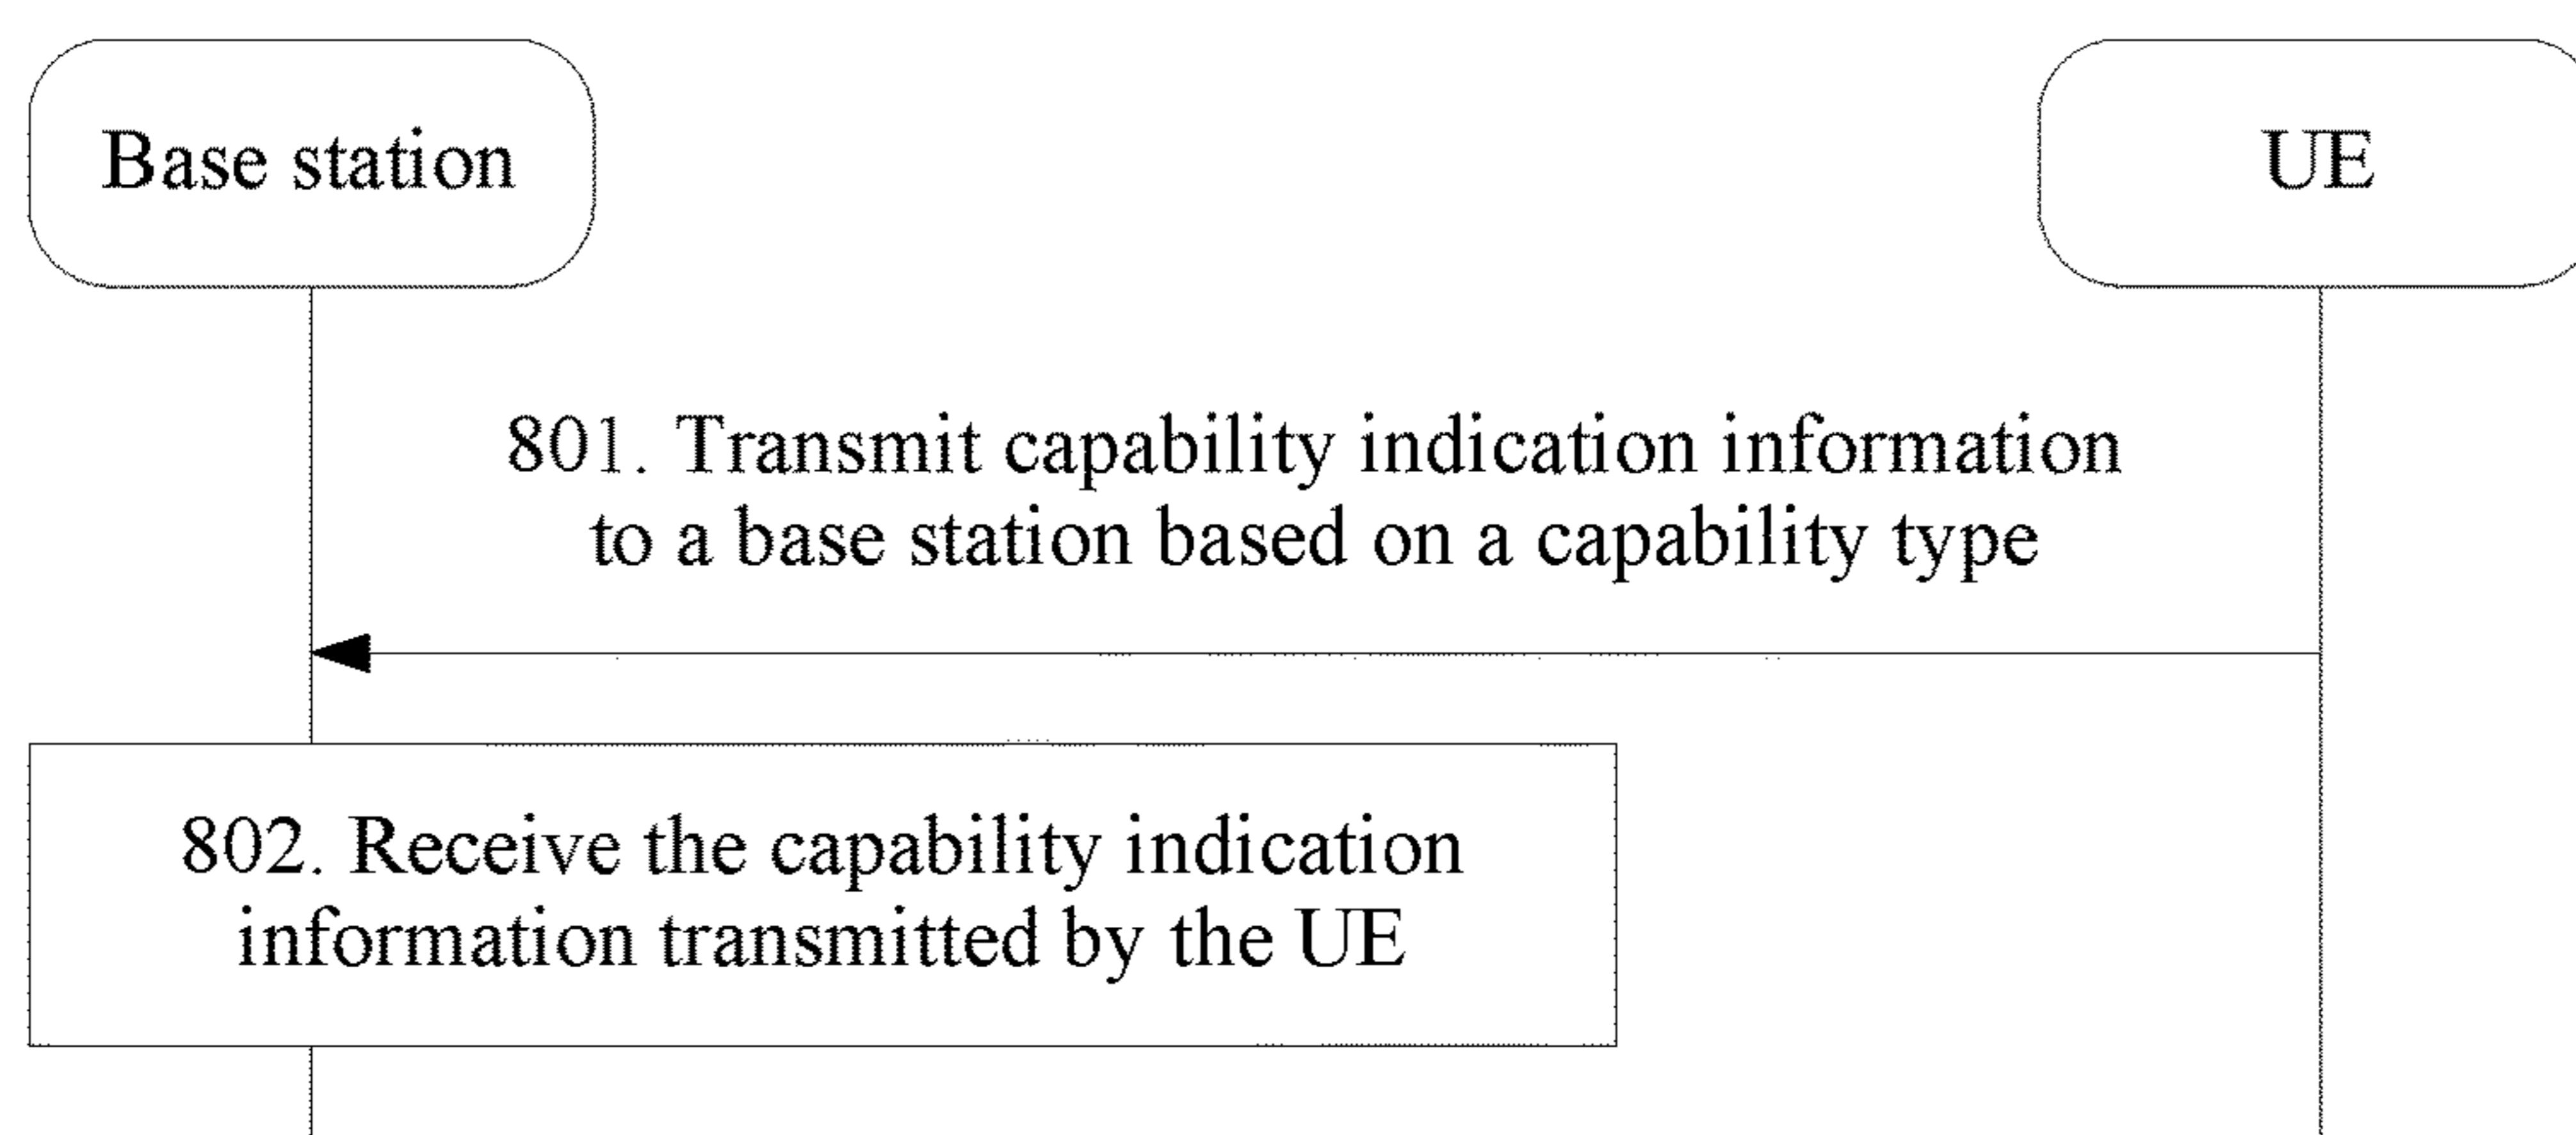 Base station
UE
801. Transmit capability indication information
to a base station based on a capability type
802. Receive the capability indication
information transmitted by the UE